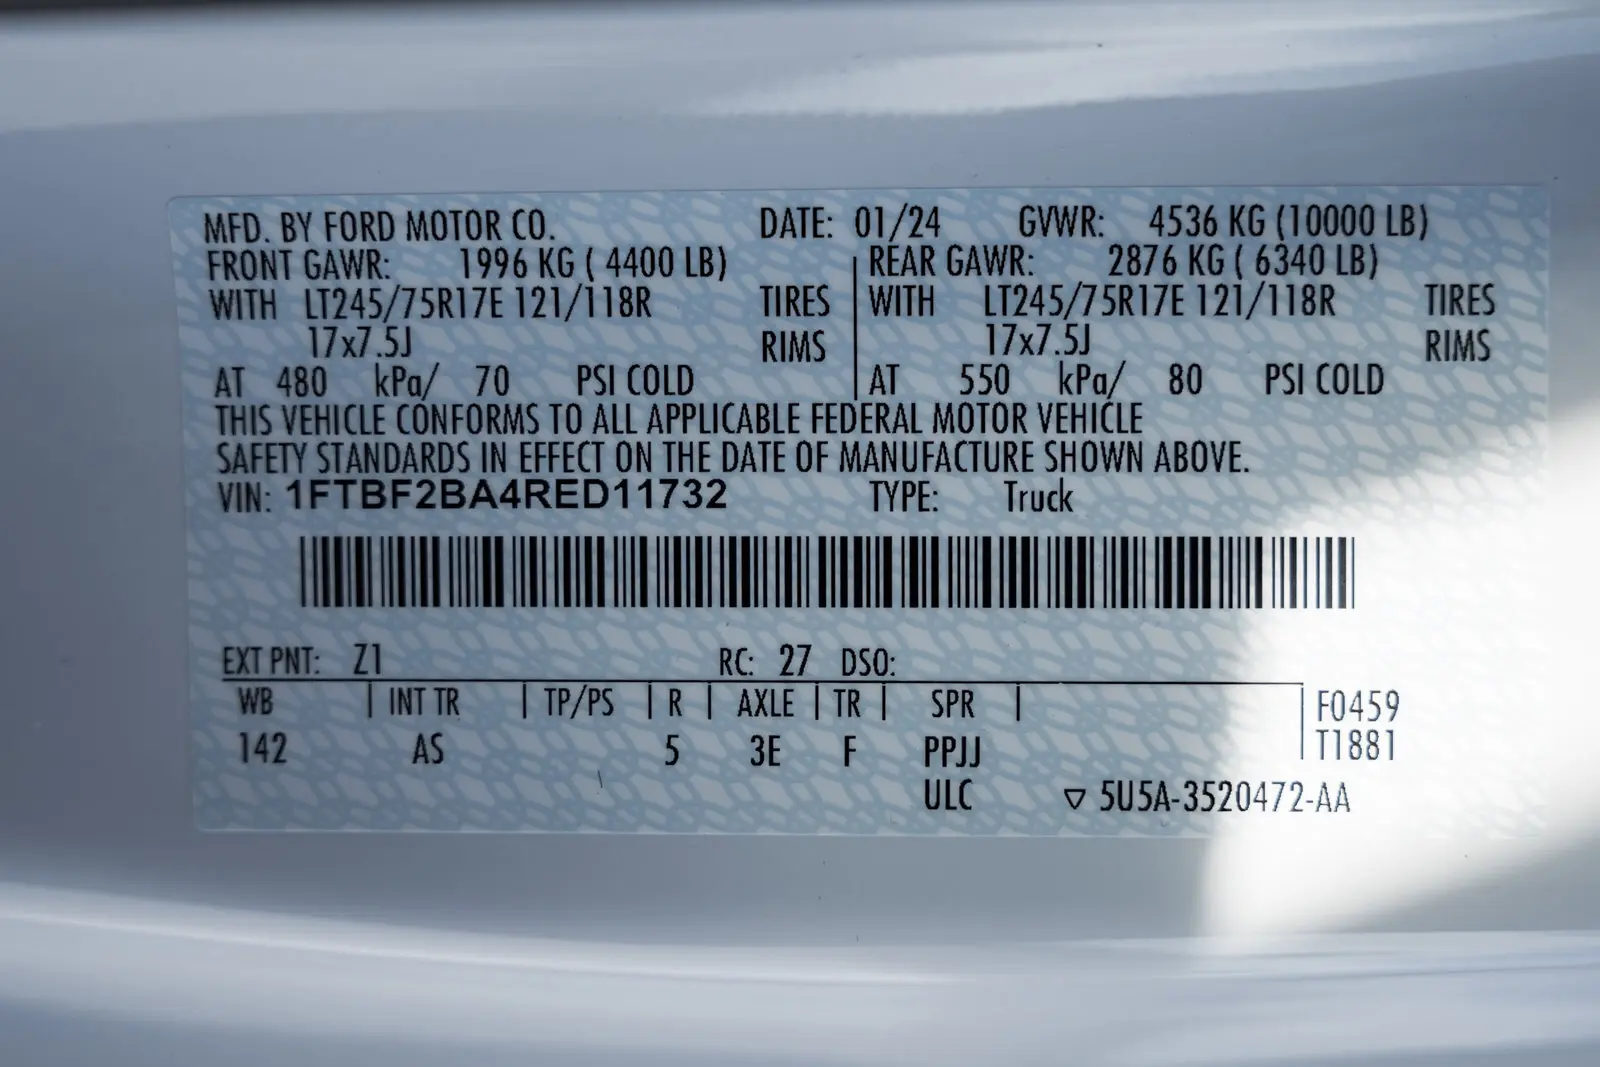 MFD. BY FORD MOTOR CO. DATE: 01/24 GVWR: 4536 KG (10000 LB)
FRONT GAWR: 1996 KG ( 4400 LB) REAR GAWR: 2876 KG ( 6340 LB)
WITH LT245/75R17E 121/118R TIRES WITH LT245/75R17E 121/118R TIRES
17x7.5J RIMS 17x7.5J RIMS
AT 480 kPa/ 70 PSI COLD AT 550 kPa/ 80 PSI COLD
THIS VEHICLE CONFORMS TO ALL APPLICABLE FEDERAL MOTOR VEHICLE
SAFETY STANDARDS IN EFFECT ON THE DATE OF MANUFACTURE SHOWN ABOVE.
VIN: 1FTBF2BA4RED11732 TYPE: Truck
EXT PNT: Z1 RC: 27 DSO:
WB INT TR TP/PS R AXLE TR SPR F0459
142 AS 5 3E F PPJJ T1881
ULC ▽ 5U5A-3520472-AA